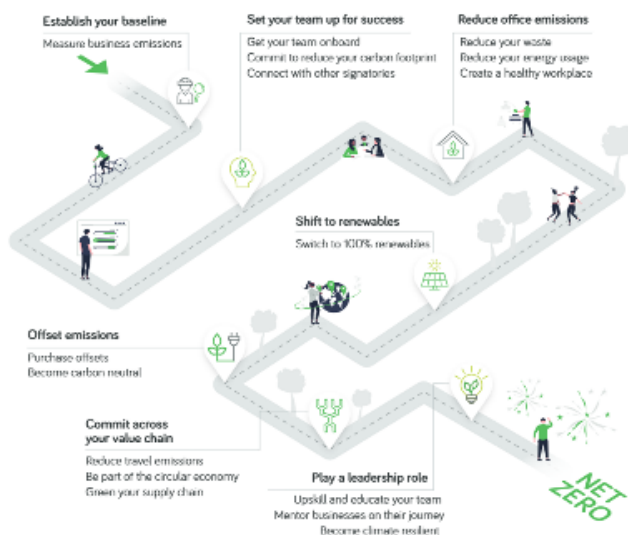 Establish your baseline
Measure business emissions
Set your team up for success
Get your team onboard
Commit to reduce your carbon footprint
Connect with other signatories
Reduce office emissions
Reduce your waste
Reduce your energy usage
Create a healthy workplace
Shift to renewables
Switch to 100% renewables
Offset emissions
Purchase offsets
Become carbon neutral
Commit across
your value chain
Reduce travel emissions
Be part of the circular economy
Green your supply chain
Play a leadership role
Upskill and educate your team
Mentor businesses on their journey
Become climate resilient
NET
ZERO